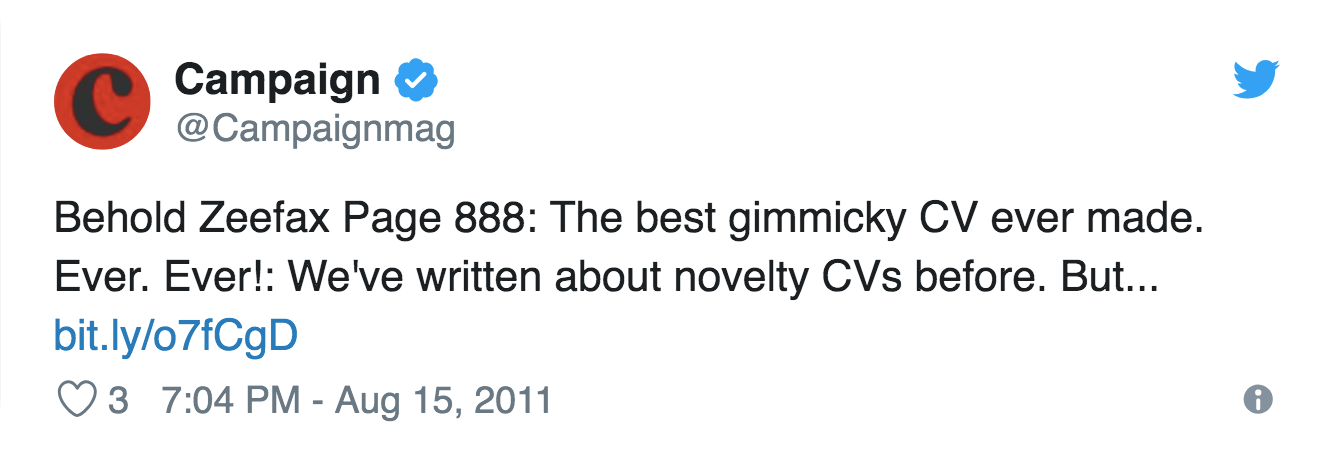 Campaign
@Campaignmag
Behold Zeefax Page 888: The best gimmicky CV ever made.
Ever. Ever!: We've written about novelty CVs before. But...
bit.ly/o7fCgD
3 7:04 PM - Aug 15, 2011